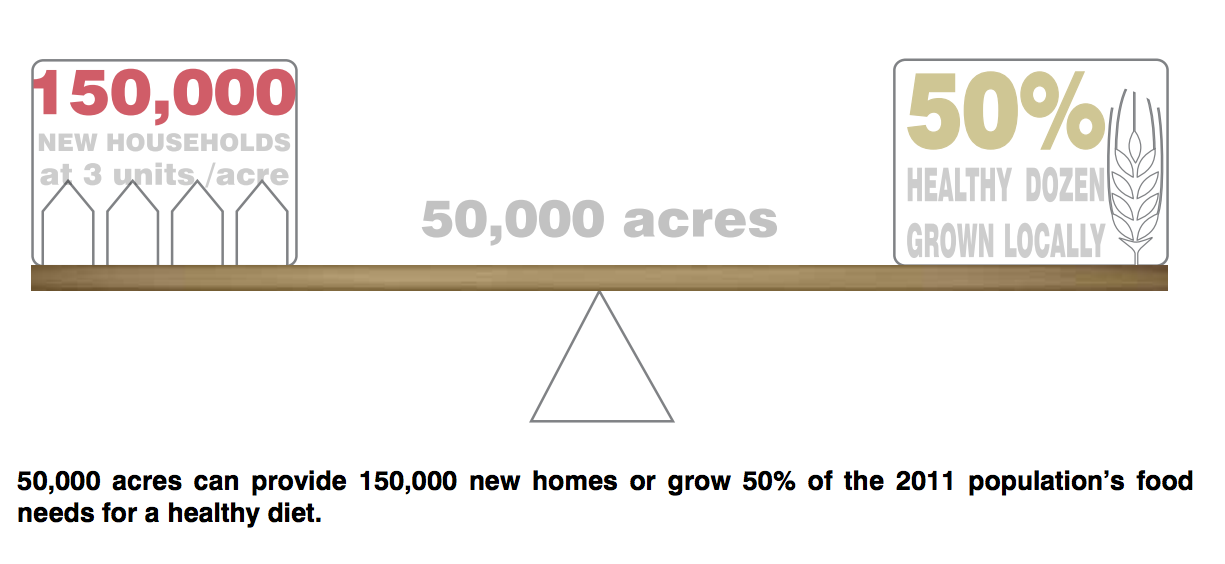 150,000
NEW HOUSEHOLDS
at 3 units /acre
50,000 acres
50%
HEALTHY DOZEN
GROWN LOCALLY
50,000 acres can provide 150,000 new homes or grow 50% of the 2011 population’s food
needs for a healthy diet.